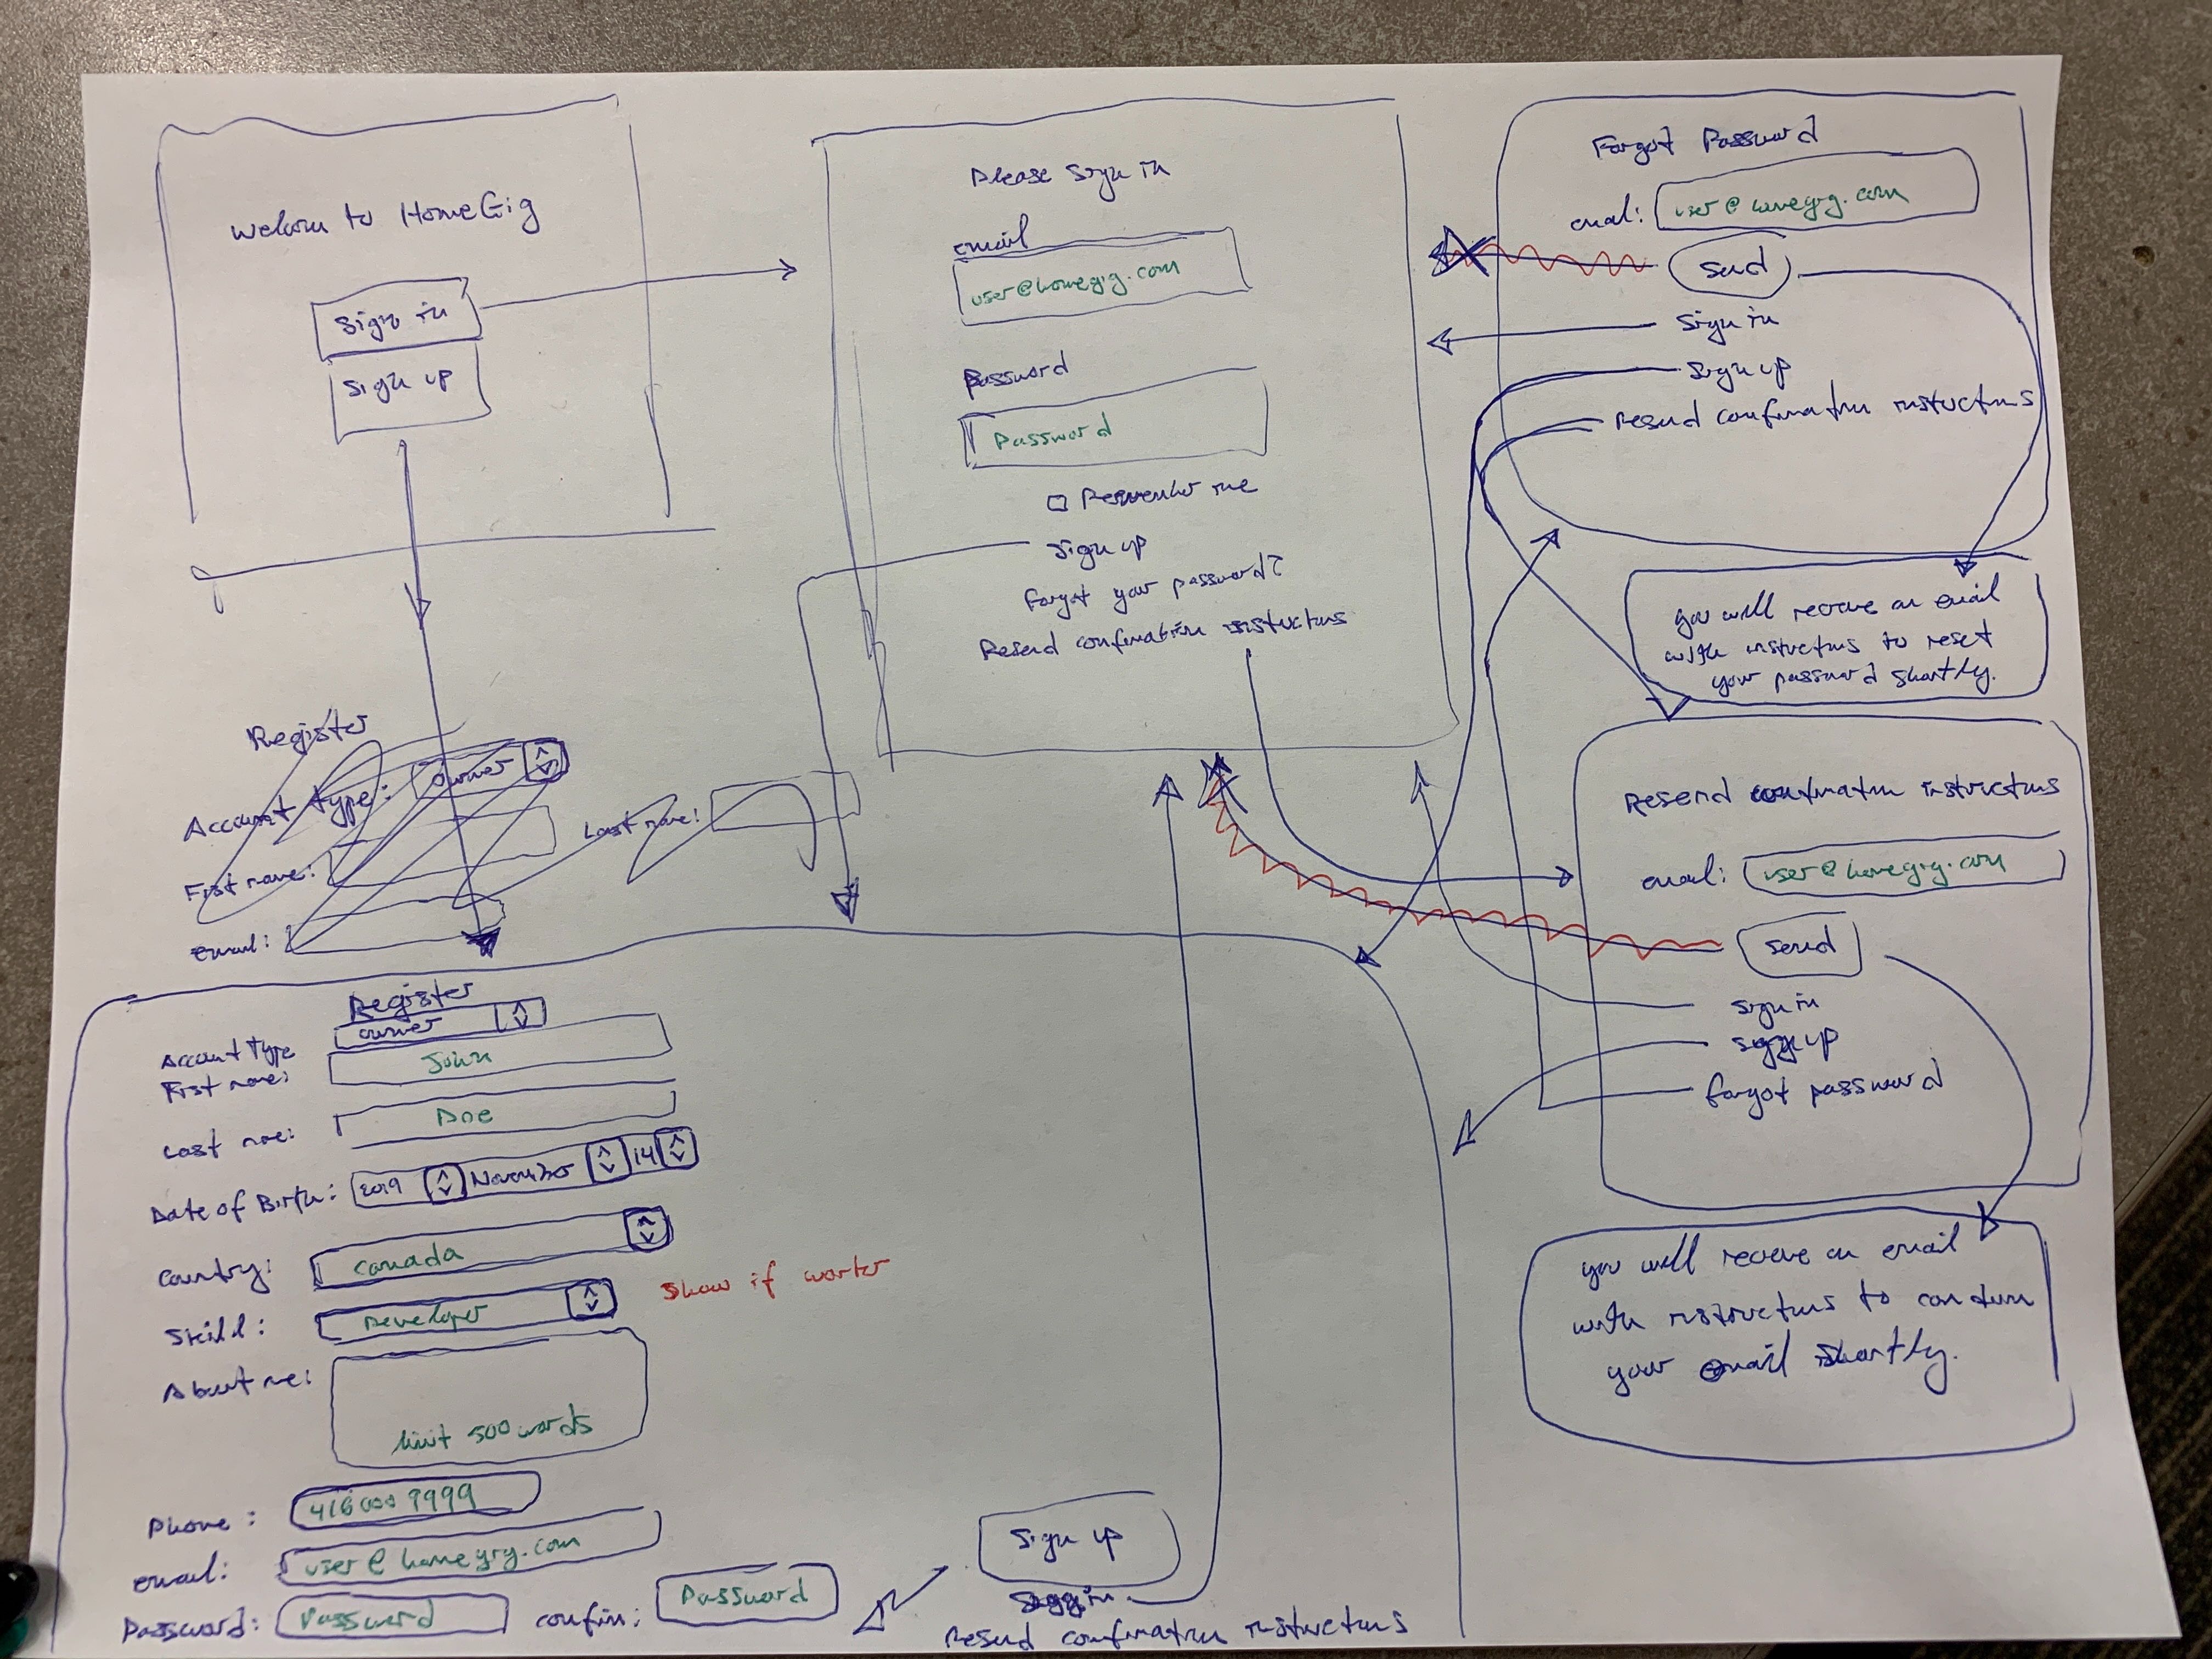 Welcom to HomeGig
Sign in
Sign up
Please Sign in
email
user@homegig.com
Password
Password
Remember me
Sign up
Forgot your password?
Resend confirmation instructions
Forgot Password
email: user@homegig.com
send
Sign in
Sign up
Resend confirmation instructions
you will receive an email
with instructions to reset
your password shortly.
Resend confirmation instructions
email: user@homegig.com
send
Sign in
Sign up
forgot password
you will receive an email
with instructions to confirm
your email shortly.
Register
Account type: owner
First name:
Last name:
email:
Register
Account Type owner
First name: John
Last name: Doe
Date of Birth: 2019 November 14
Country: Canada
Skill: Developer show if worker
About me:
limit 500 words
Phone: 416 000 9999
email: user@homegig.com
Password: Password confirm: Password
Sign up
Sign in
Resend confirmation instructions